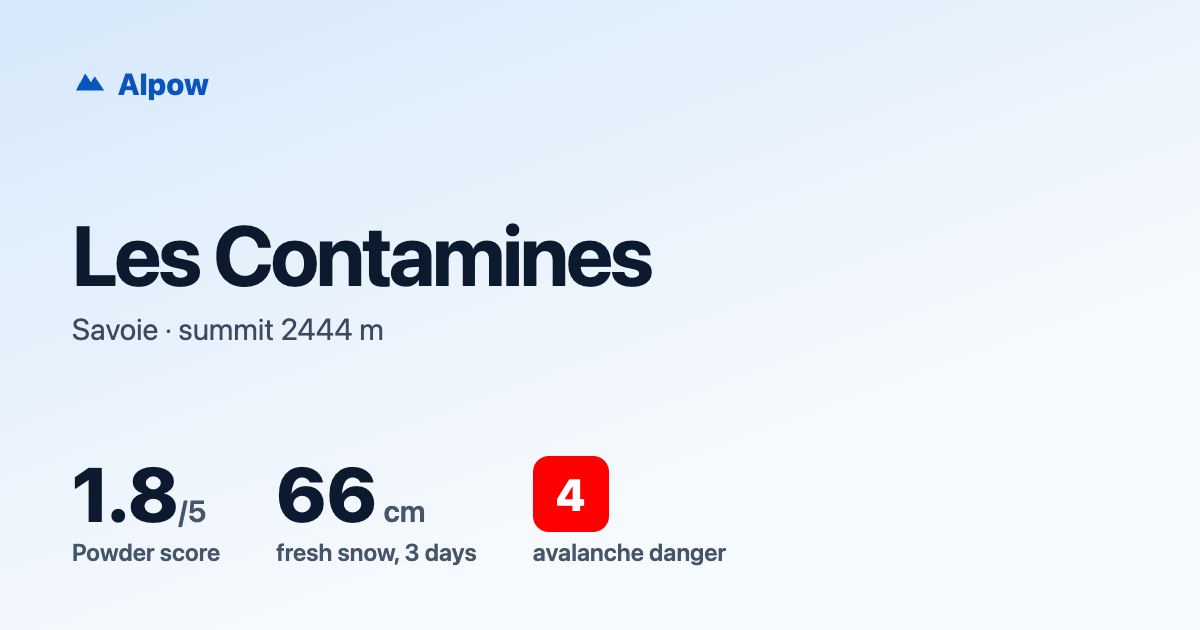 Alpow
Les Contamines
Savoie · summit 2444 m
1.8/5
Powder score
66 cm
fresh snow, 3 days
4
avalanche danger